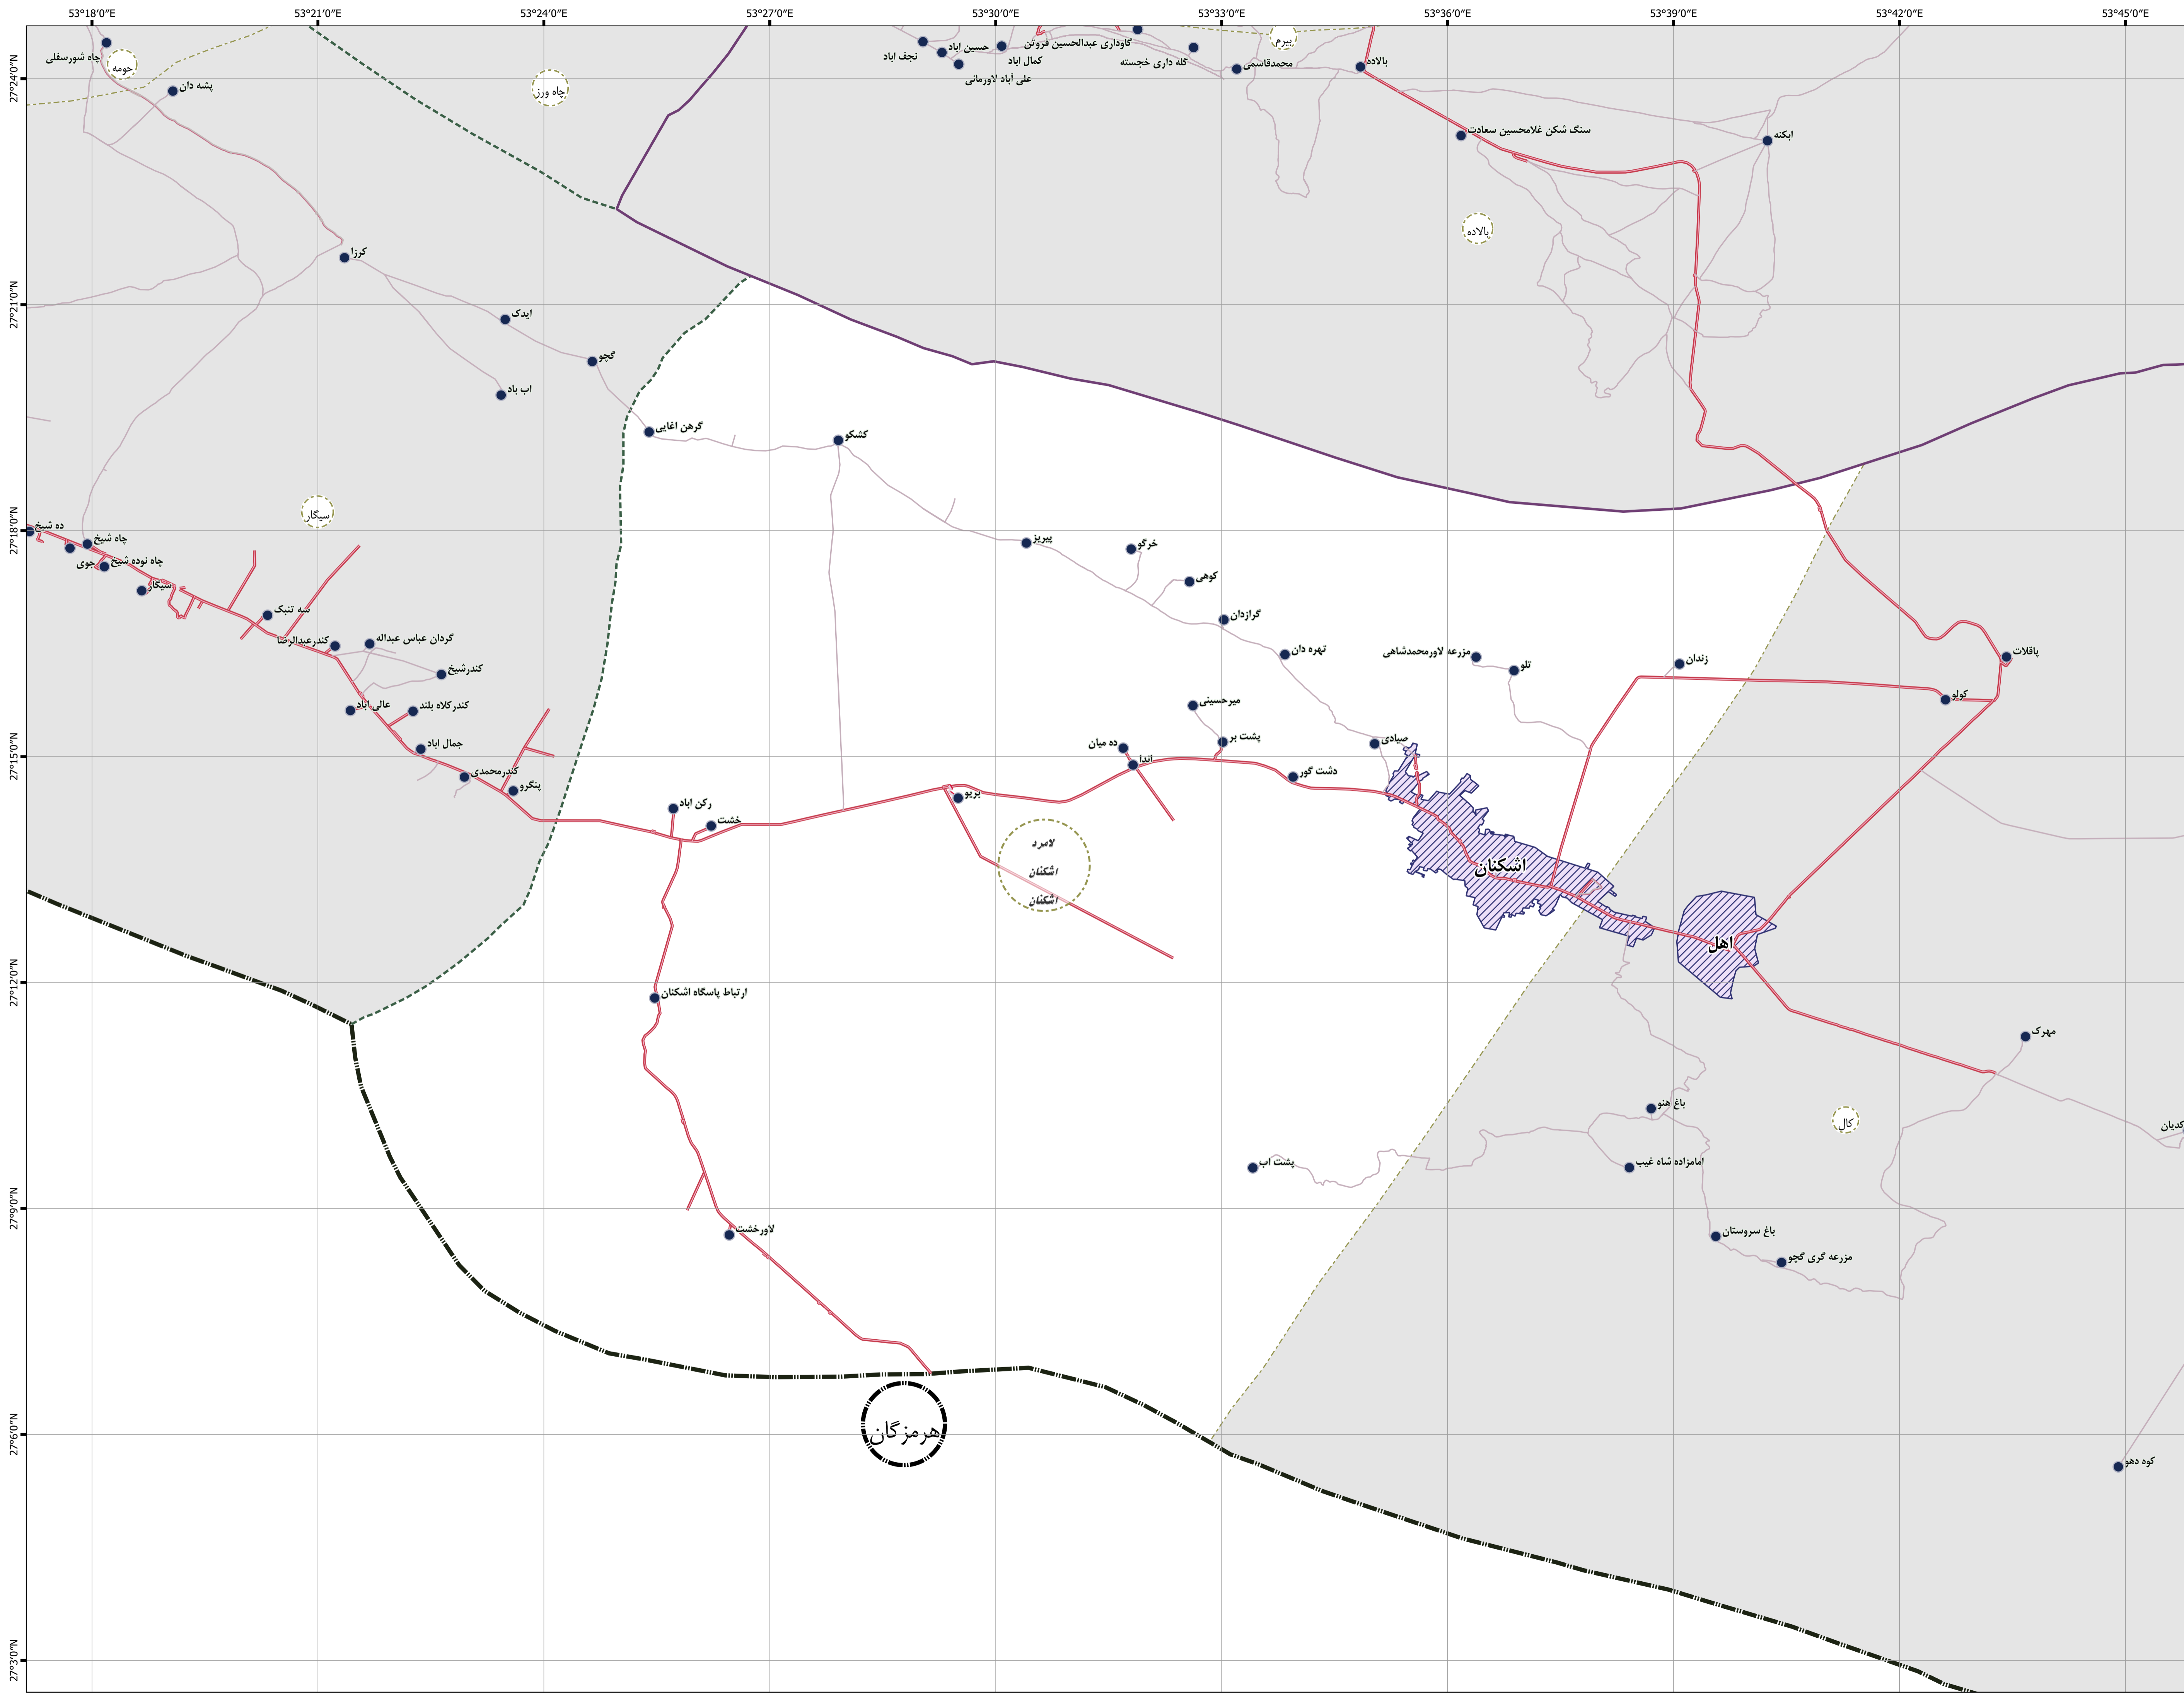 53°18'0"E
53°21'0"E
53°24'0"E
53°27'0"E
53°30'0"E
53°33'0"E
53°36'0"E
53°39'0"E
53°42'0"E
53°45'0"E
27°24'0"N
27°21'0"N
27°18'0"N
27°15'0"N
27°12'0"N
27°9'0"N
27°6'0"N
27°3'0"N
چاه شورسفلی
حومه
پشه دان
چاه ورز
نجف اباد
حسین اباد
علی آباد لاورمانی
کمال اباد
گاوداری عبدالحسین فروتن
گله داری خجسته
محمدقاسمی
بیرم
بالاده
سنگ شکن غلامحسین سعادت
ابکنه
بالاده
کرزا
ایدک
گچو
اب باد
گرهن اغایی
کشکو
سیگار
ده شیخ
چاه شیخ
جوی
چاه نوده شیخ
سیگار
سه تنبک
کندرعبدالرضا
گردان عباس عبداله
کندرشیخ
عالی اباد
کندرکلاه بلند
جمال اباد
کندرمحمدی
پنگرو
پیریز
خرگو
کوهی
گرازدان
تهره دان
مزرعه لاورمحمدشاهی
تلو
زندان
پاقلات
کولو
میرحسینی
پشت بر
ده میان
اندا
دشت گور
صیادی
رکن اباد
خشت
بریو
لامرد
اشکنان
اشکنان
اشکنان
اهل
ارتباط پاسگاه اشکنان
مهرک
باغ هنو
کال
کدیان
پشت اب
امامزاده شاه غیب
لاورخشت
باغ سروستان
مزرعه گری گچو
هرمزگان
کوه دهو